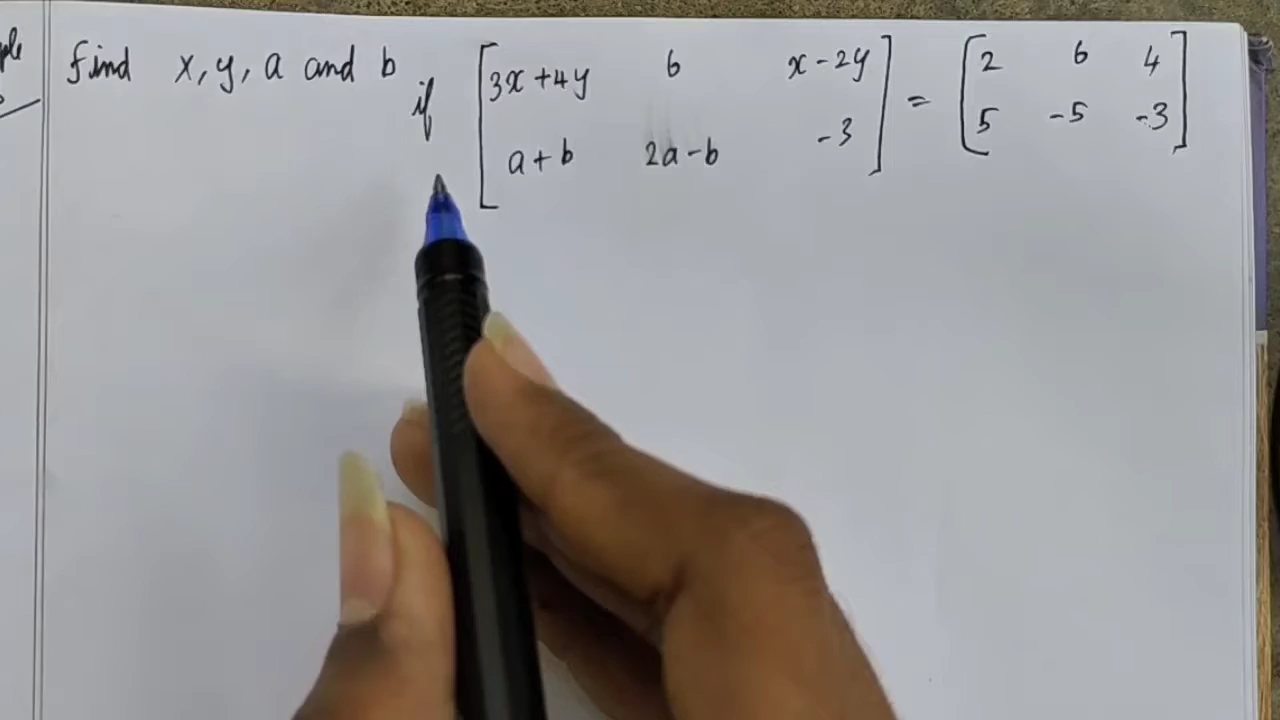 find x, y, a and b if [3x+4y 6 x-2y = [2 6 4
a+b 2a-b -3] 5 -5 -3]